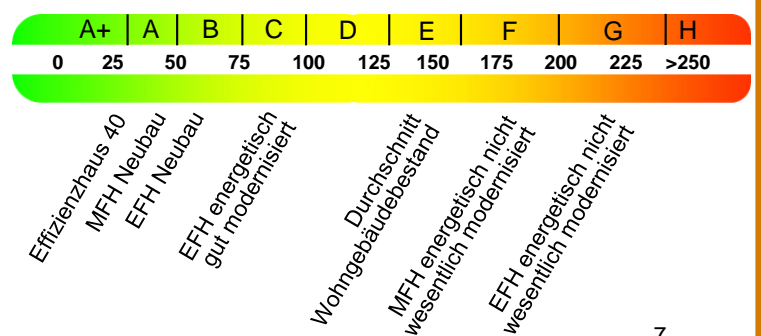 A+ A B C D E F G H
0 25 50 75 100 125 150 175 200 225 >250
Effizienzhaus 40
MFH Neubau
EFH Neubau
EFH energetisch
gut modernisiert
Durchschnitt
Wohngebäudebestand
MFH energetisch nicht
wesentlich modernisiert
EFH energetisch nicht
wesentlich modernisiert
7